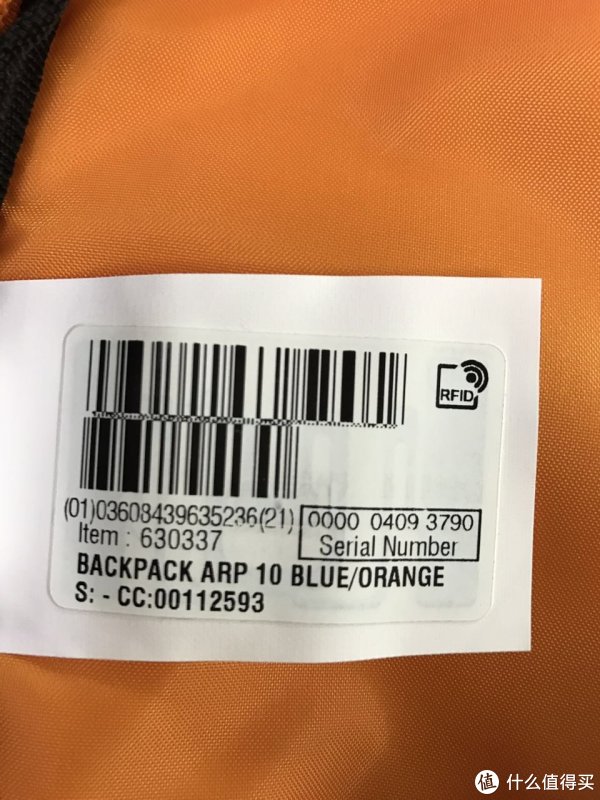 RFID
(01)03608439635236(21) 0000 0409 3790
Item : 630337 Serial Number
BACKPACK ARP 10 BLUE/ORANGE
S: - CC:00112593
值 什么值得买